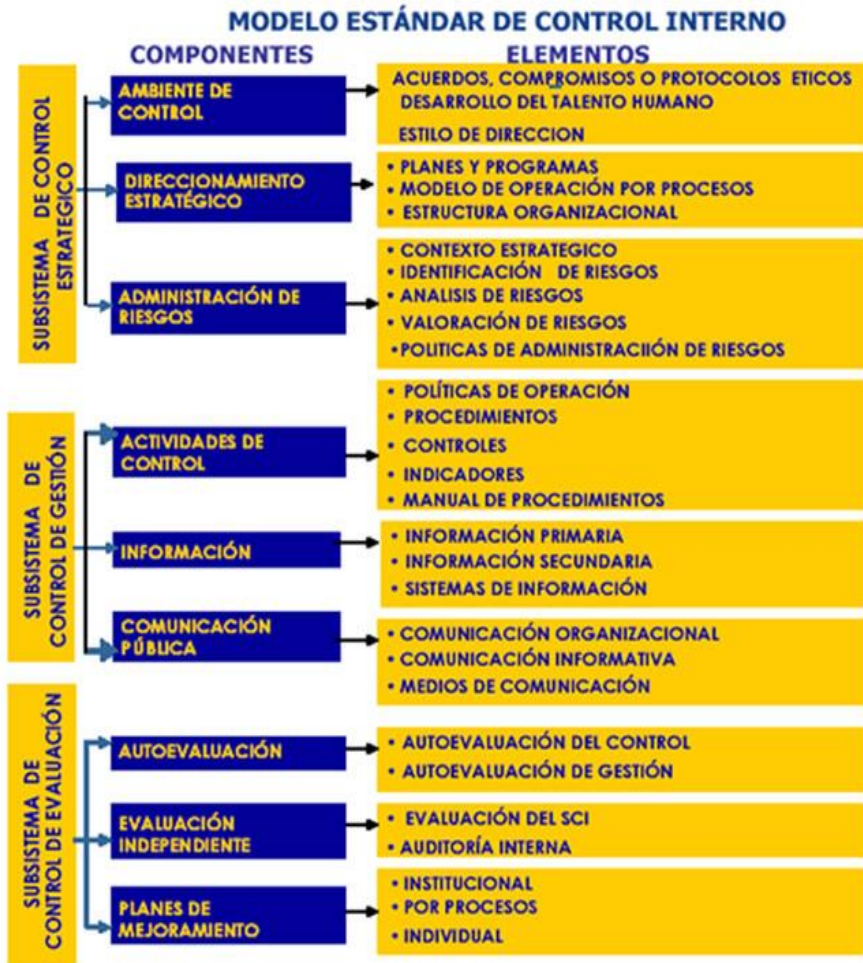 MODELO ESTÁNDAR DE CONTROL INTERNO
COMPONENTES
ELEMENTOS
SUBSISTEMA DE CONTROL
ESTRATEGICO
AMBIENTE DE
CONTROL
ACUERDOS, COMPROMISOS O PROTOCOLOS ETICOS
DESARROLLO DEL TALENTO HUMANO
ESTILO DE DIRECCION
DIRECCIONAMIENTO
ESTRATÉGICO
• PLANES Y PROGRAMAS
• MODELO DE OPERACIÓN POR PROCESOS
• ESTRUCTURA ORGANIZACIONAL
ADMINISTRACIÓN DE
RIESGOS
• CONTEXTO ESTRATEGICO
• IDENTIFICACIÓN DE RIESGOS
• ANALISIS DE RIESGOS
• VALORACIÓN DE RIESGOS
•POLITICAS DE ADMINISTRACIIÓN DE RIESGOS
SUBSISTEMA DE
CONTROL DE GESTIÓN
ACTIVIDADES DE
CONTROL
• POLÍTICAS DE OPERACIÓN
• PROCEDIMIENTOS
• CONTROLES
• INDICADORES
• MANUAL DE PROCEDIMIENTOS
INFORMACIÓN
• INFORMACIÓN PRIMARIA
• INFORMACIÓN SECUNDARIA
• SISTEMAS DE INFORMACIÓN
COMUNICACIÓN
PÚBLICA
• COMUNICACIÓN ORGANIZACIONAL
• COMUNICACIÓN INFORMATIVA
• MEDIOS DE COMUNICACIÓN
SUBSISTEMA DE
CONTROL DE EVALUACIÓN
AUTOEVALUACIÓN
• AUTOEVALUACIÓN DEL CONTROL
• AUTOEVALUACIÓN DE GESTIÓN
EVALUACIÓN
INDEPENDIENTE
• EVALUACIÓN DEL SCI
• AUDITORÍA INTERNA
PLANES DE
MEJORAMIENTO
• INSTITUCIONAL
• POR PROCESOS
• INDIVIDUAL